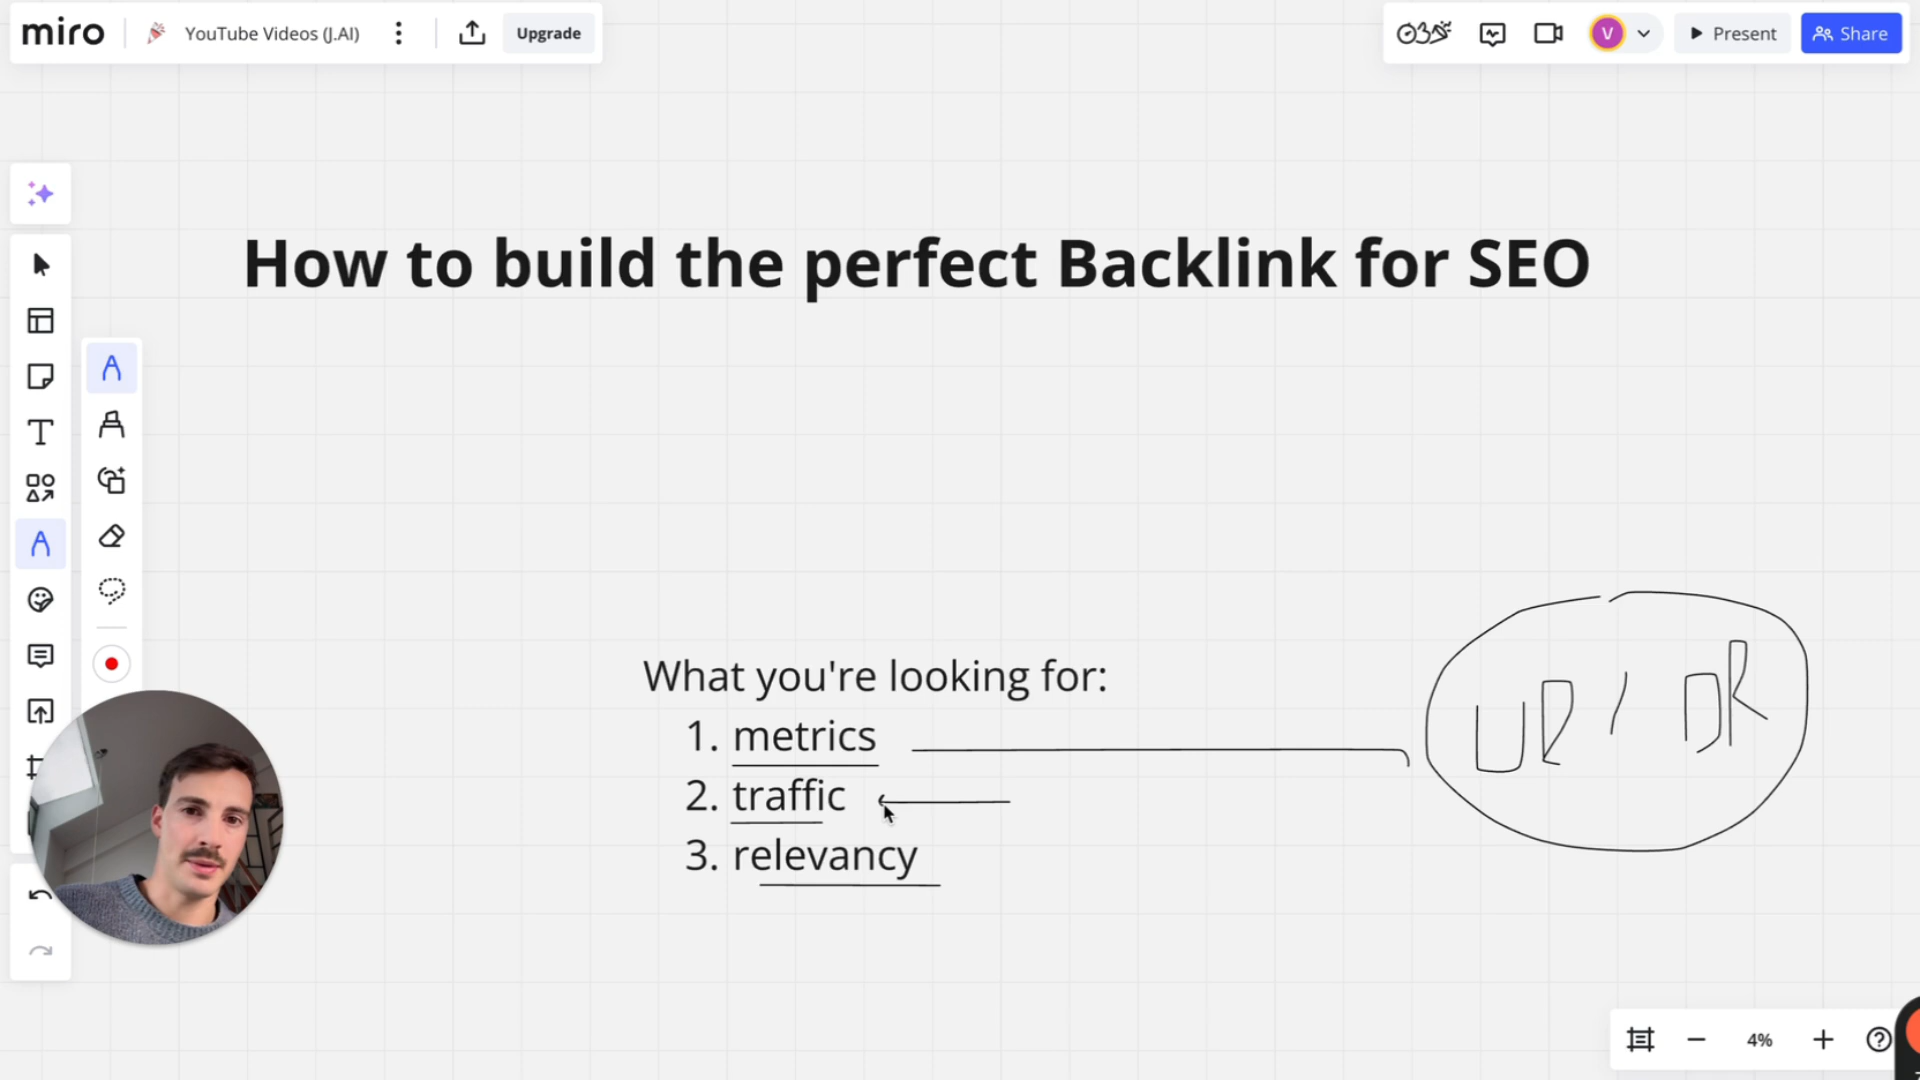 miro
YouTube Videos (J.AI)
Upgrade
V
Present
Share
How to build the perfect Backlink for SEO
What you're looking for:
1. metrics
2. traffic
3. relevancy
UR / DR
4%